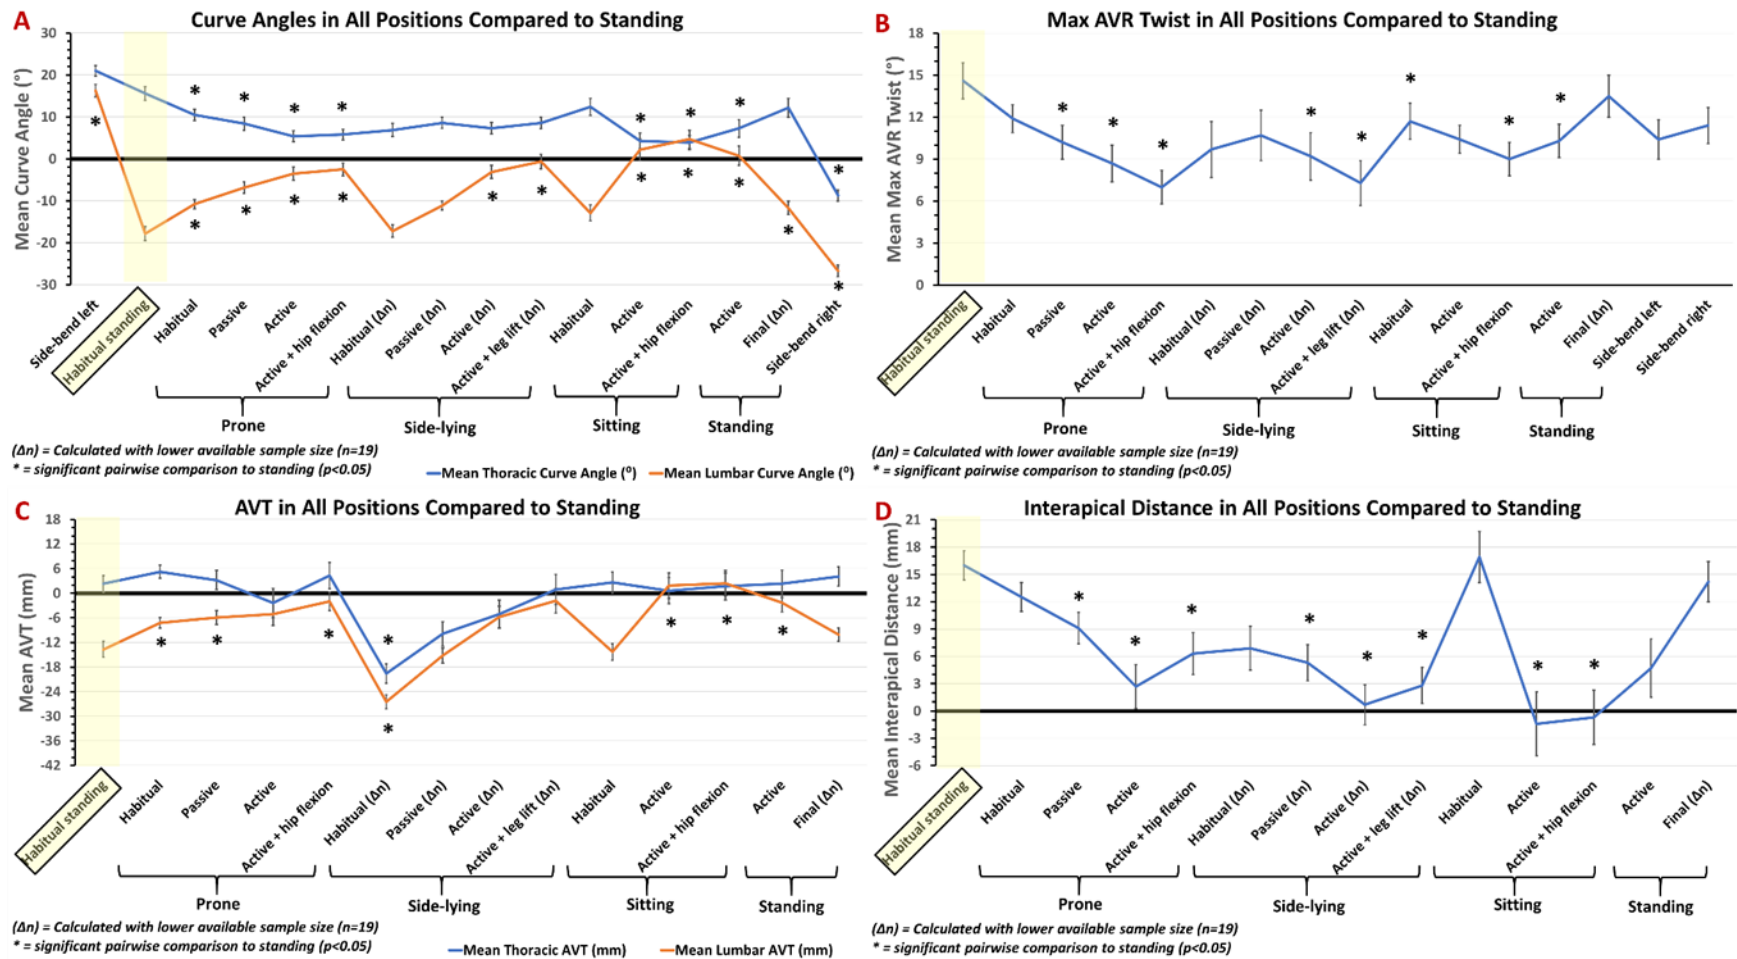 A
Curve Angles in All Positions Compared to Standing
Mean Curve Angle (°)
30
20
10
0
-10
-20
-30
Side-bend left
Habitual standing
Habitual
Passive
Active
Active + hip flexion
Habitual (Δn)
Passive (Δn)
Active (Δn)
Active + leg lift (Δn)
Habitual
Active
Active + hip flexion
Active
Final (Δn)
Side-bend right
Prone
Side-lying
Sitting
Standing
(Δn) = Calculated with lower available sample size (n=19)
* = significant pairwise comparison to standing (p<0.05)
Mean Thoracic Curve Angle (⁰)
Mean Lumbar Curve Angle (⁰)
B
Max AVR Twist in All Positions Compared to Standing
Mean Max AVR Twist (°)
18
15
12
9
6
3
0
Habitual standing
Habitual
Passive
Active
Active + hip flexion
Habitual (Δn)
Passive (Δn)
Active (Δn)
Active + leg lift (Δn)
Habitual
Active
Active + hip flexion
Active
Final (Δn)
Side-bend left
Side-bend right
Prone
Side-lying
Sitting
Standing
(Δn) = Calculated with lower available sample size (n=19)
* = significant pairwise comparison to standing (p<0.05)
C
AVT in All Positions Compared to Standing
Mean AVT (mm)
18
12
6
0
-6
-12
-18
-24
-30
-36
-42
Habitual standing
Habitual
Passive
Active
Active + hip flexion
Habitual (Δn)
Passive (Δn)
Active (Δn)
Active + leg lift (Δn)
Habitual
Active
Active + hip flexion
Active
Final (Δn)
Prone
Side-lying
Sitting
Standing
(Δn) = Calculated with lower available sample size (n=19)
* = significant pairwise comparison to standing (p<0.05)
Mean Thoracic AVT (mm)
Mean Lumbar AVT (mm)
D
Interapical Distance in All Positions Compared to Standing
Mean Interapical Distance (mm)
21
18
15
12
9
6
3
0
-3
-6
Habitual standing
Habitual
Passive
Active
Active + hip flexion
Habitual (Δn)
Passive (Δn)
Active (Δn)
Active + leg lift (Δn)
Habitual
Active
Active + hip flexion
Active
Final (Δn)
Prone
Side-lying
Sitting
Standing
(Δn) = Calculated with lower available sample size (n=19)
* = significant pairwise comparison to standing (p<0.05)